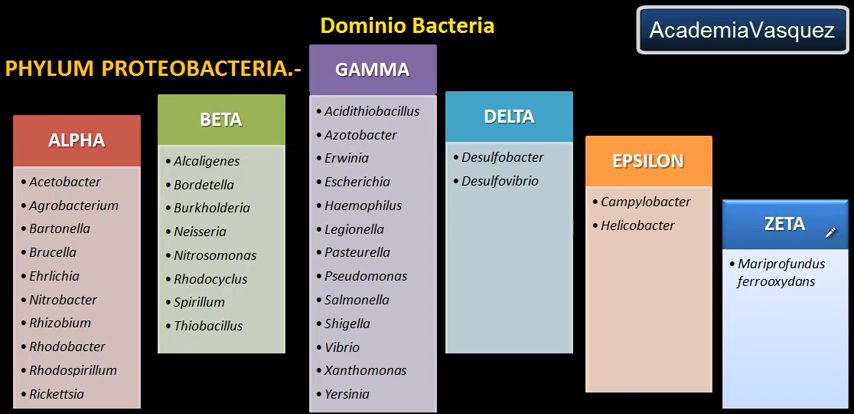 Dominio Bacteria
AcademiaVasquez
PHYLUM PROTEOBACTERIA.-
ALPHA
• Acetobacter
• Agrobacterium
• Bartonella
• Brucella
• Ehrlichia
• Nitrobacter
• Rhizobium
• Rhodobacter
• Rhodospirillum
• Rickettsia
BETA
• Alcaligenes
• Bordetella
• Burkholderia
• Neisseria
• Nitrosomonas
• Rhodocyclus
• Spirillum
• Thiobacillus
GAMMA
• Acidithiobacillus
• Azotobacter
• Erwinia
• Escherichia
• Haemophilus
• Legionella
• Pasteurella
• Pseudomonas
• Salmonella
• Shigella
• Vibrio
• Xanthomonas
• Yersinia
DELTA
• Desulfobacter
• Desulfovibrio
EPSILON
• Campylobacter
• Helicobacter
ZETA
• Mariprofundus
ferrooxydans